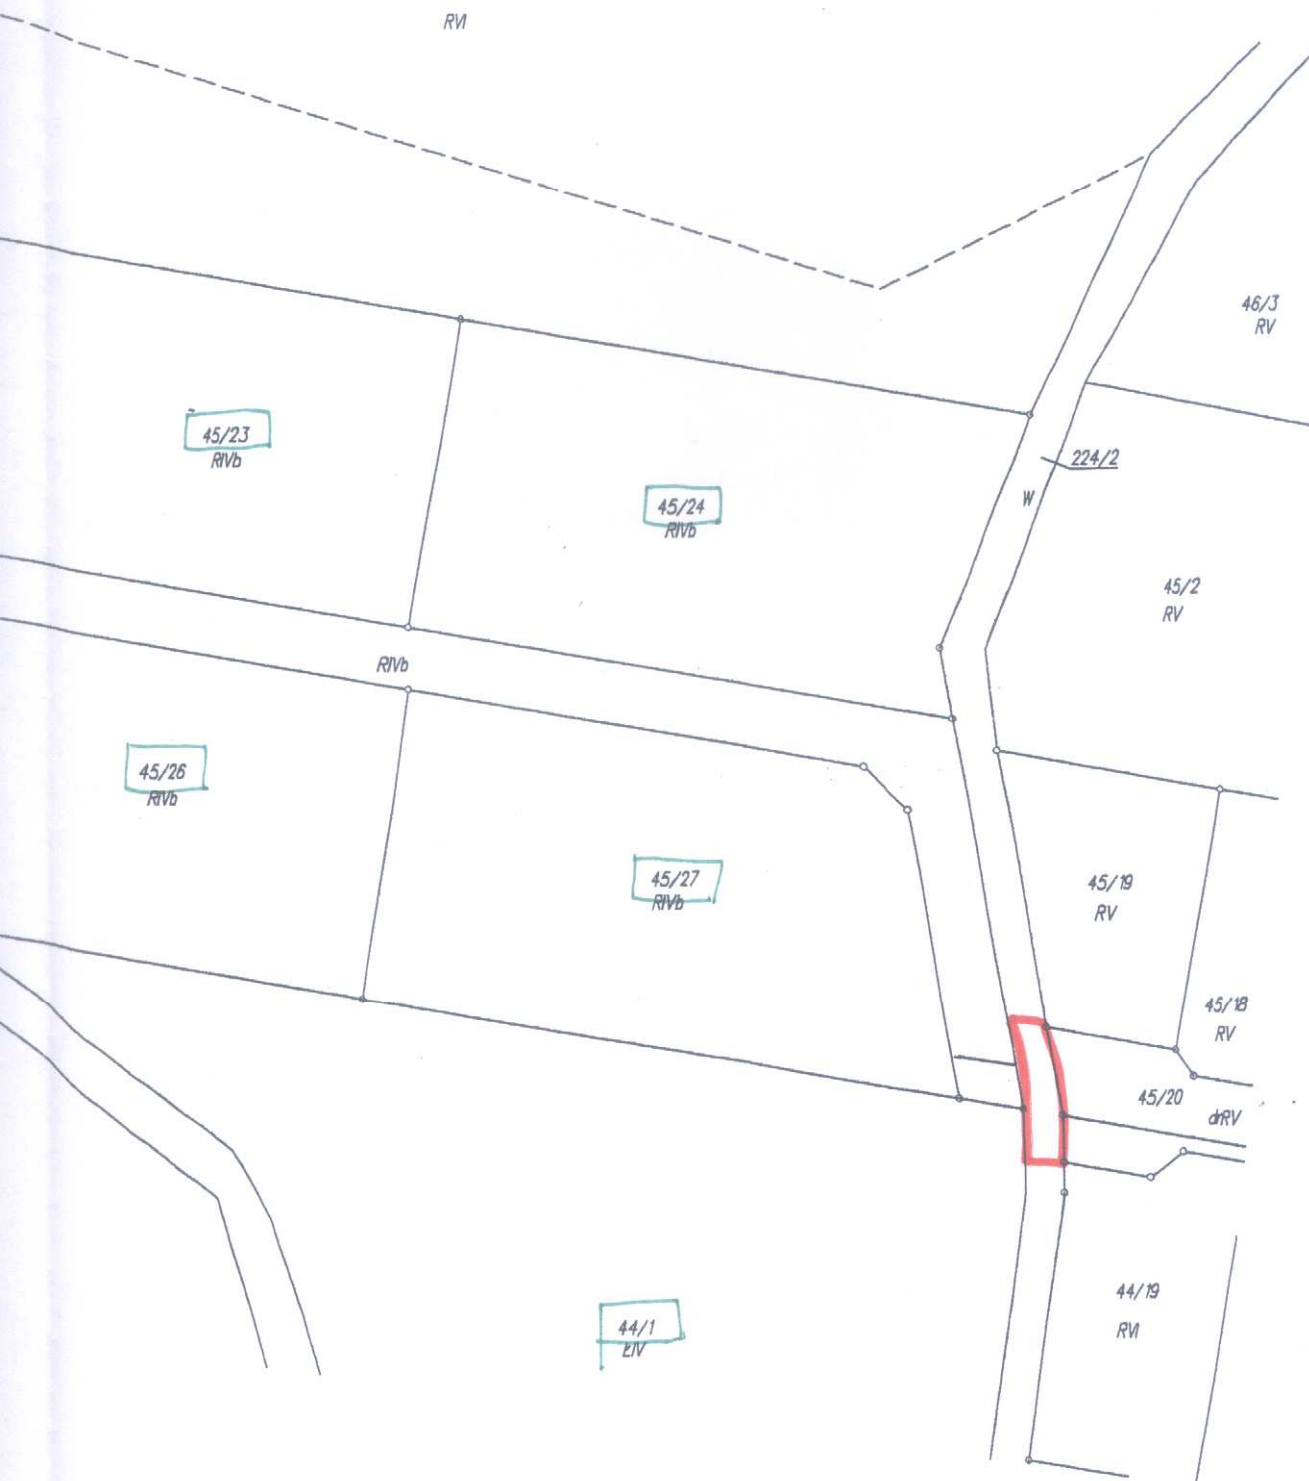 RVI
46/3
RV
45/23
RIVb
224/2
W
45/24
RIVb
45/2
RV
RIVb
45/26
RIVb
45/27
RIVb
45/19
RV
45/18
RV
45/20
drRV
44/19
RVI
44/1
ŁIV